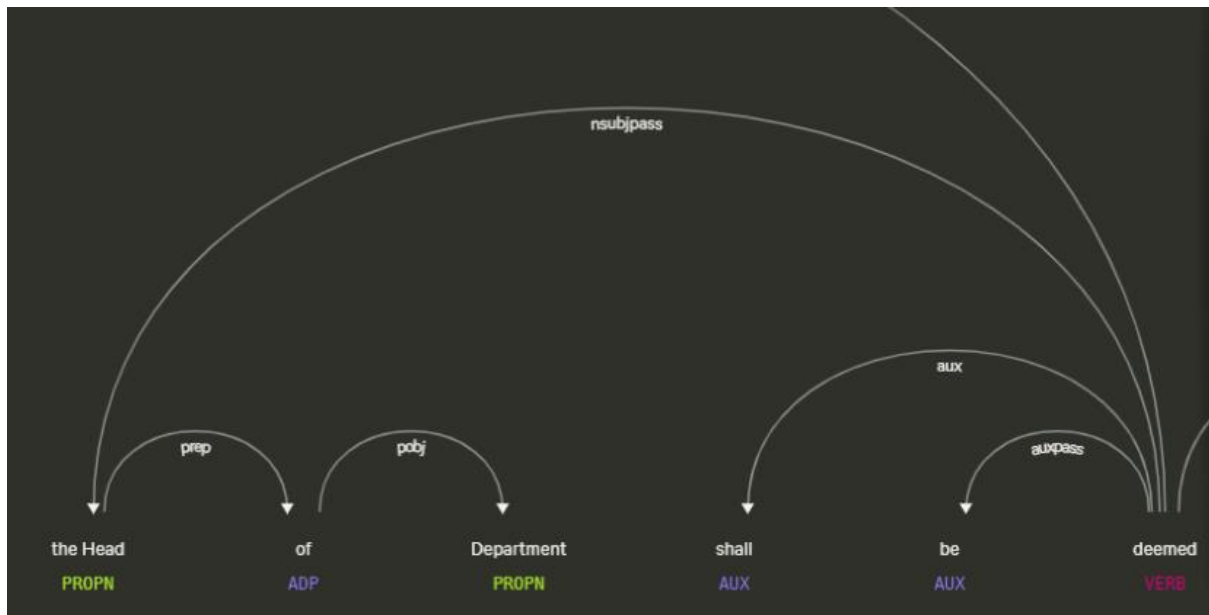 nsubjpass
aux
prep pobj auxpass
the Head of Department shall be deemed
PROPN ADP PROPN AUX AUX VERB